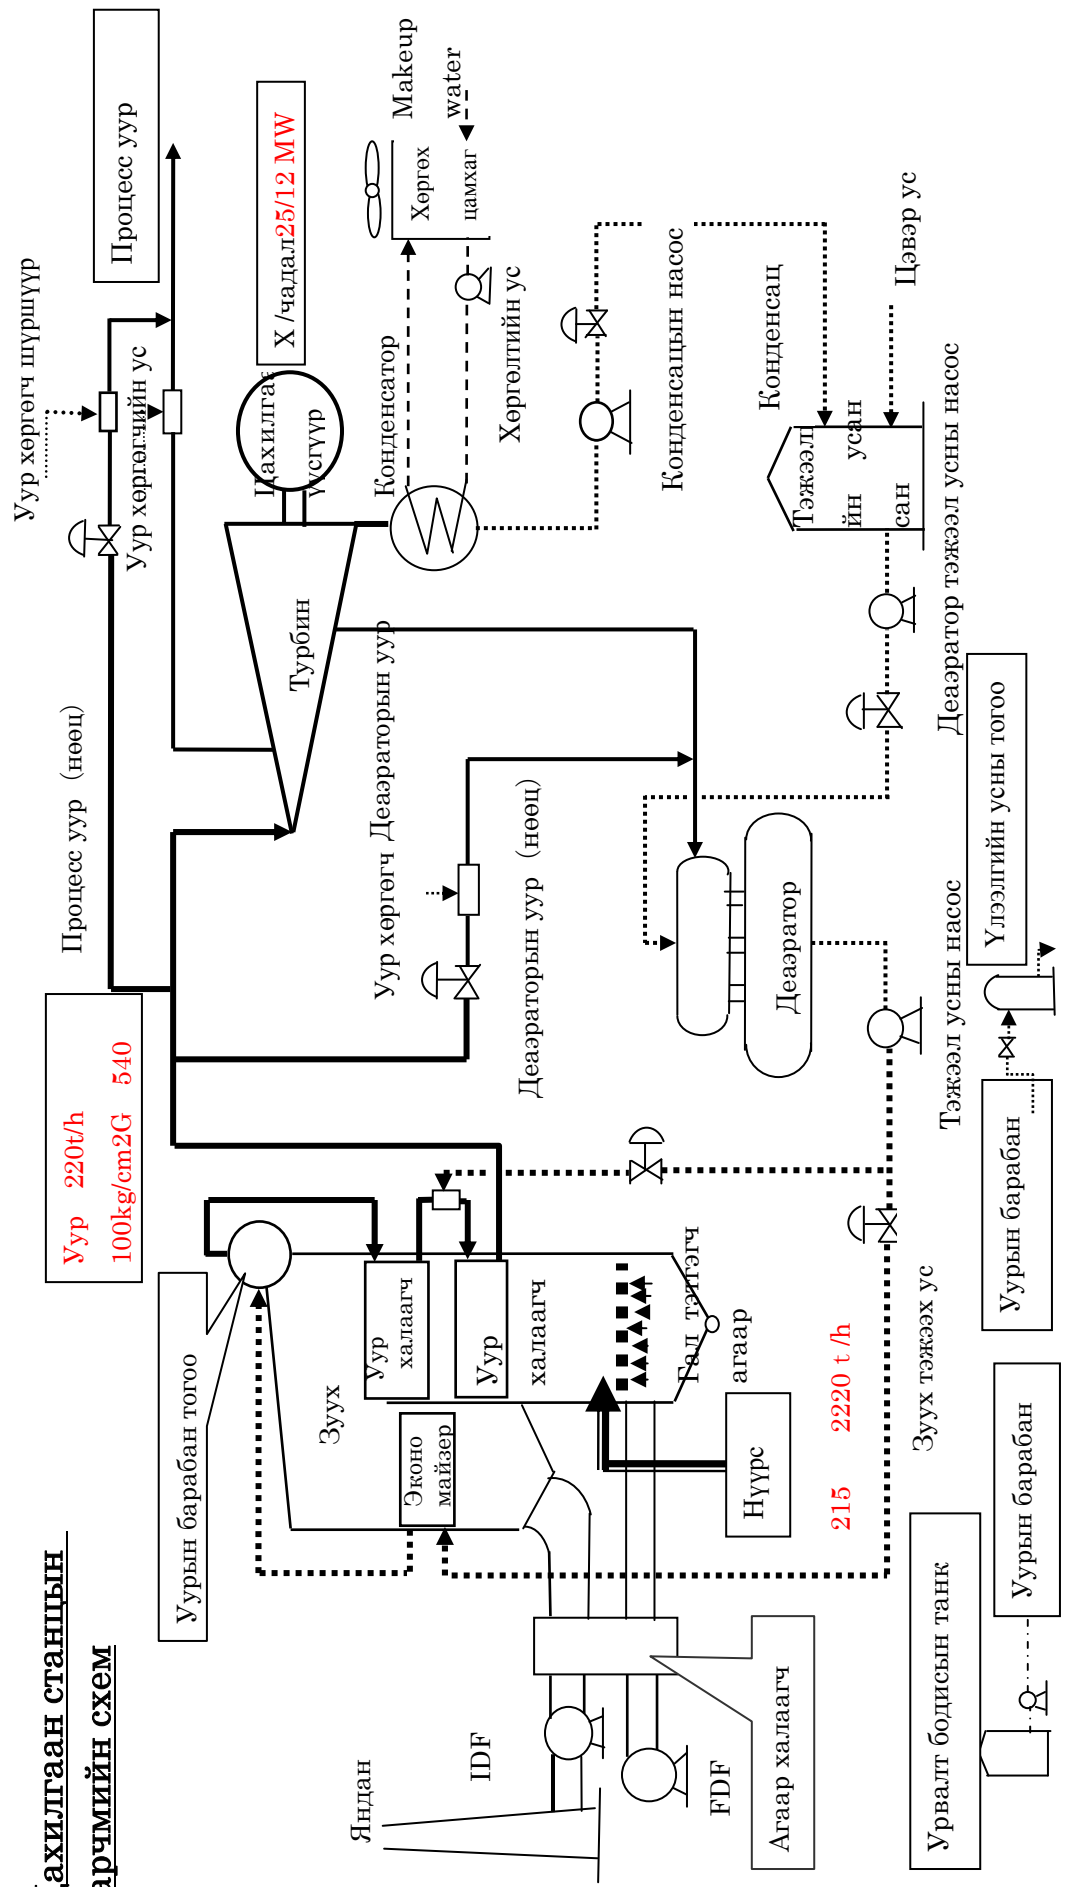 ахилгаан станцын
арчмийн схем
Уур 220t/h
100kg/cm2G 540
Процесс уур (нөөц)
Уур хөргөгч шүршүүр
Уур хөргөгчийн ус
Процесс уур
Х /чадал25/12 MW
Цахилгаа
үүсгүүр
Турбин
Конденсатор
Makeup
water
Хөргөх
цамхаг
Хөргөлтийн ус
Деаэраторын уур
Уур хөргөгч
Деаэраторын уур (нөөц)
Конденсацын насос
Конденсац
Цэвэр ус
Тэжээл
ийн
усан
сан
Деаэратор тэжээл усны насос
Деаэратор
Тэжээл усны насос
Үлээлгийн усны тогоо
Уурын барабан
Уурын барабан тогоо
Зуух
Уур
халаагч
Уур
халаагч
Эконо
майзер
Гал тэтгэгч
агаар
Нүүрс
215 2220 t /h
Зуух тэжээх ус
Яндан
IDF
FDF
Агаар халаагч
Урвалт бодисын танк
Уурын барабан